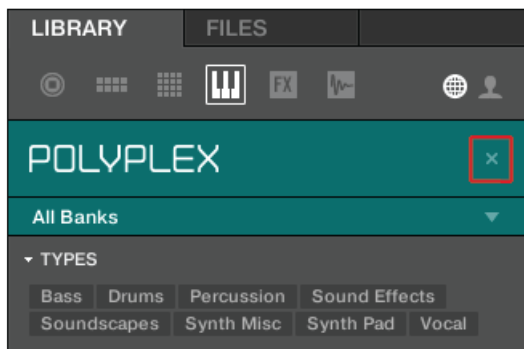 LIBRARY FILES
FX
POLYPLEX ×
All Banks
TYPES
Bass Drums Percussion Sound Effects
Soundscapes Synth Misc Synth Pad Vocal